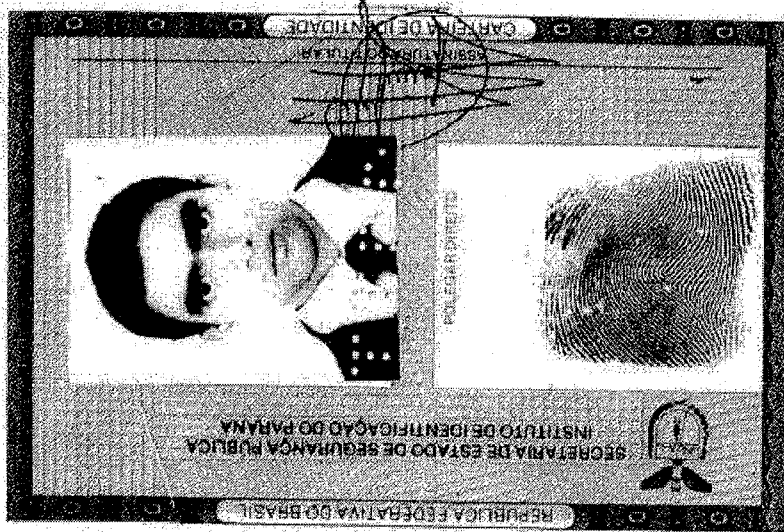 REPÚBLICA FEDERATIVA DO BRASIL
SECRETARIA DE ESTADO DE SEGURANÇA PÚBLICA
INSTITUTO DE IDENTIFICAÇÃO DO PARANÁ
POLEGAR DIREITO
ASSINATURA DO TITULAR
CARTEIRA DE IDENTIDADE